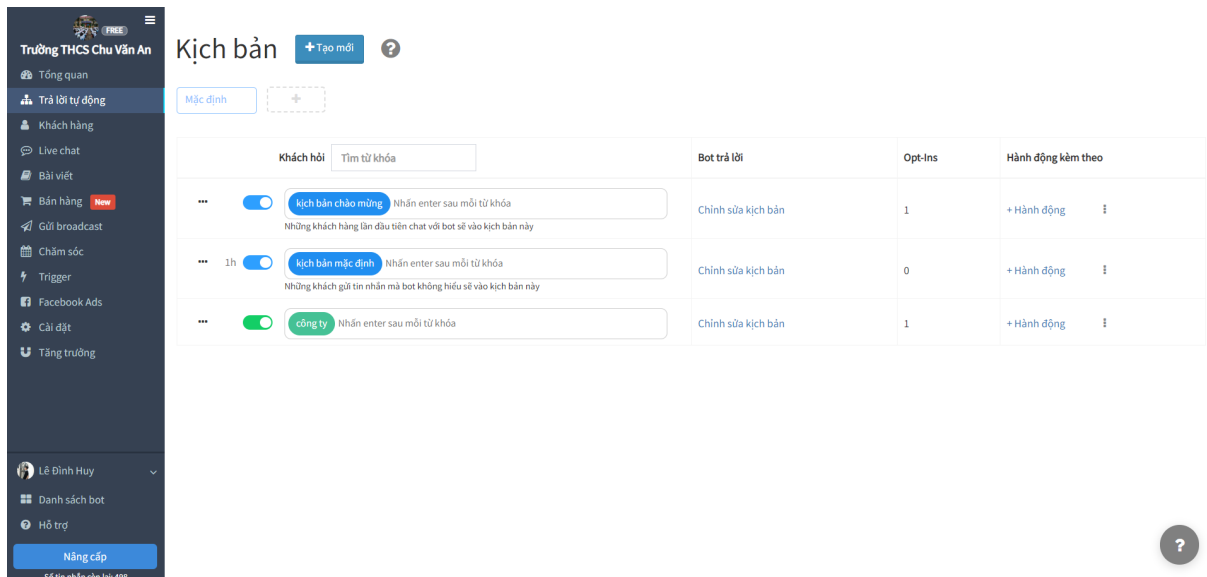 FREE
Trường THCS Chu Văn An
Tổng quan
Trả lời tự động
Khách hàng
Live chat
Bài viết
Bán hàng New
Gửi broadcast
Chăm sóc
Trigger
Facebook Ads
Cài đặt
Tăng trưởng
Lê Đình Huy
Danh sách bot
Hỗ trợ
Nâng cấp
Số tin nhắn còn lại: 498
Kịch bản +Tạo mới ?
Mặc định +
Khách hỏi Tìm từ khóa Bot trả lời Opt-Ins Hành động kèm theo
kịch bản chào mừng Nhấn enter sau mỗi từ khóa Chỉnh sửa kịch bản 1 + Hành động
Những khách hàng lần đầu tiên chat với bot sẽ vào kịch bản này
1h kịch bản mặc định Nhấn enter sau mỗi từ khóa Chỉnh sửa kịch bản 0 + Hành động
Những khách gửi tin nhắn mà bot không hiểu sẽ vào kịch bản này
công ty Nhấn enter sau mỗi từ khóa Chỉnh sửa kịch bản 1 + Hành động
?